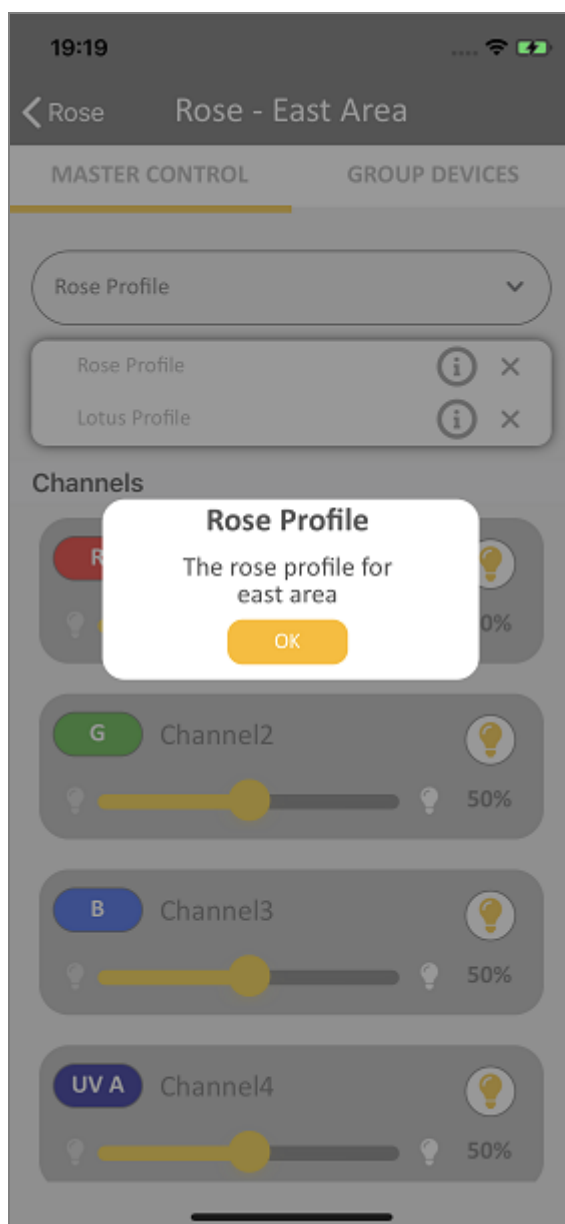 19:19
Rose
Rose - East Area
MASTER CONTROL
GROUP DEVICES
Rose Profile
Rose Profile
Lotus Profile
Channels
Rose Profile
The rose profile for
east area
OK
R
0%
G
Channel2
50%
B
Channel3
50%
UV A
Channel4
50%